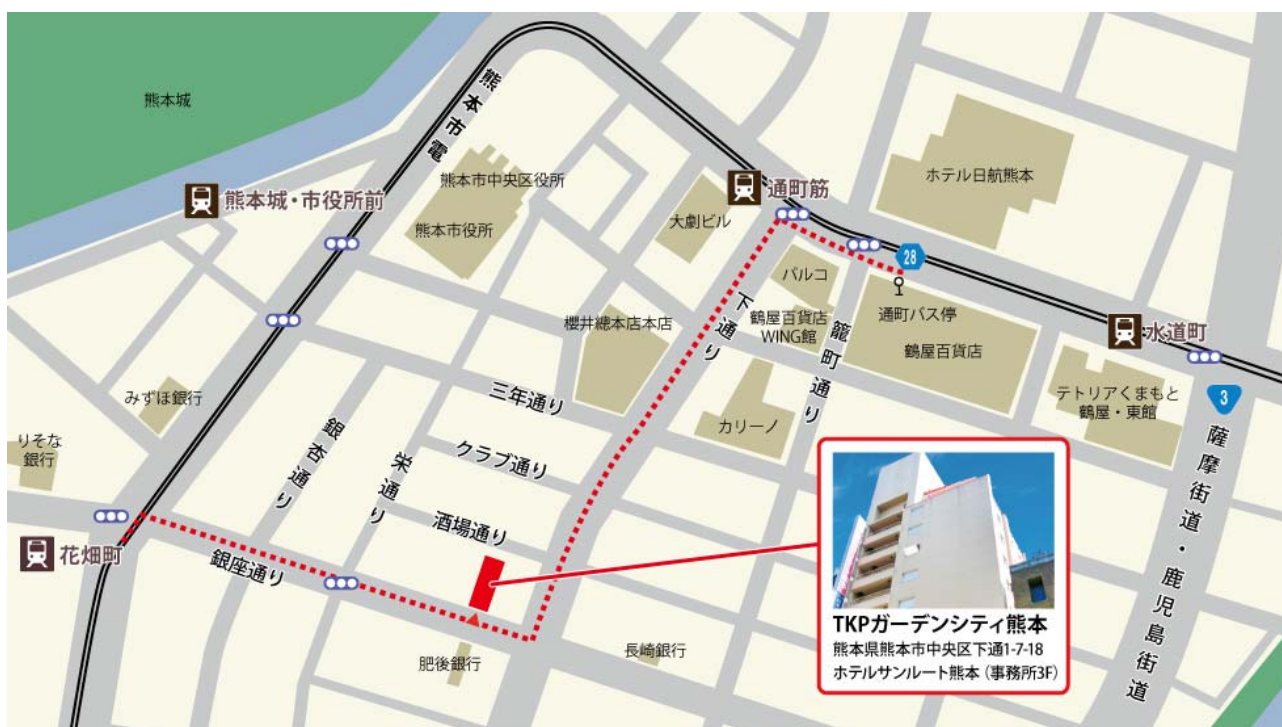 熊本城
熊本市電
熊本城・市役所前
熊本市中央区役所
熊本市役所
通町筋
大劇ビル
ホテル日航熊本
28
パルコ
通町バス停
鶴屋百貨店
WING館
鶴屋百貨店
水道町
下通り
籠町通り
櫻井總本店本店
カリーノ
テトリアくまもと
鶴屋・東館
3
薩摩街道・鹿児島街道
みずほ銀行
りそな
銀行
三年通り
銀杏通り
栄通り
クラブ通り
酒場通り
花畑町
銀座通り
肥後銀行
長崎銀行
TKPガーデンシティ熊本
熊本県熊本市中央区下通1-7-18
ホテルサンルート熊本（事務所3F）